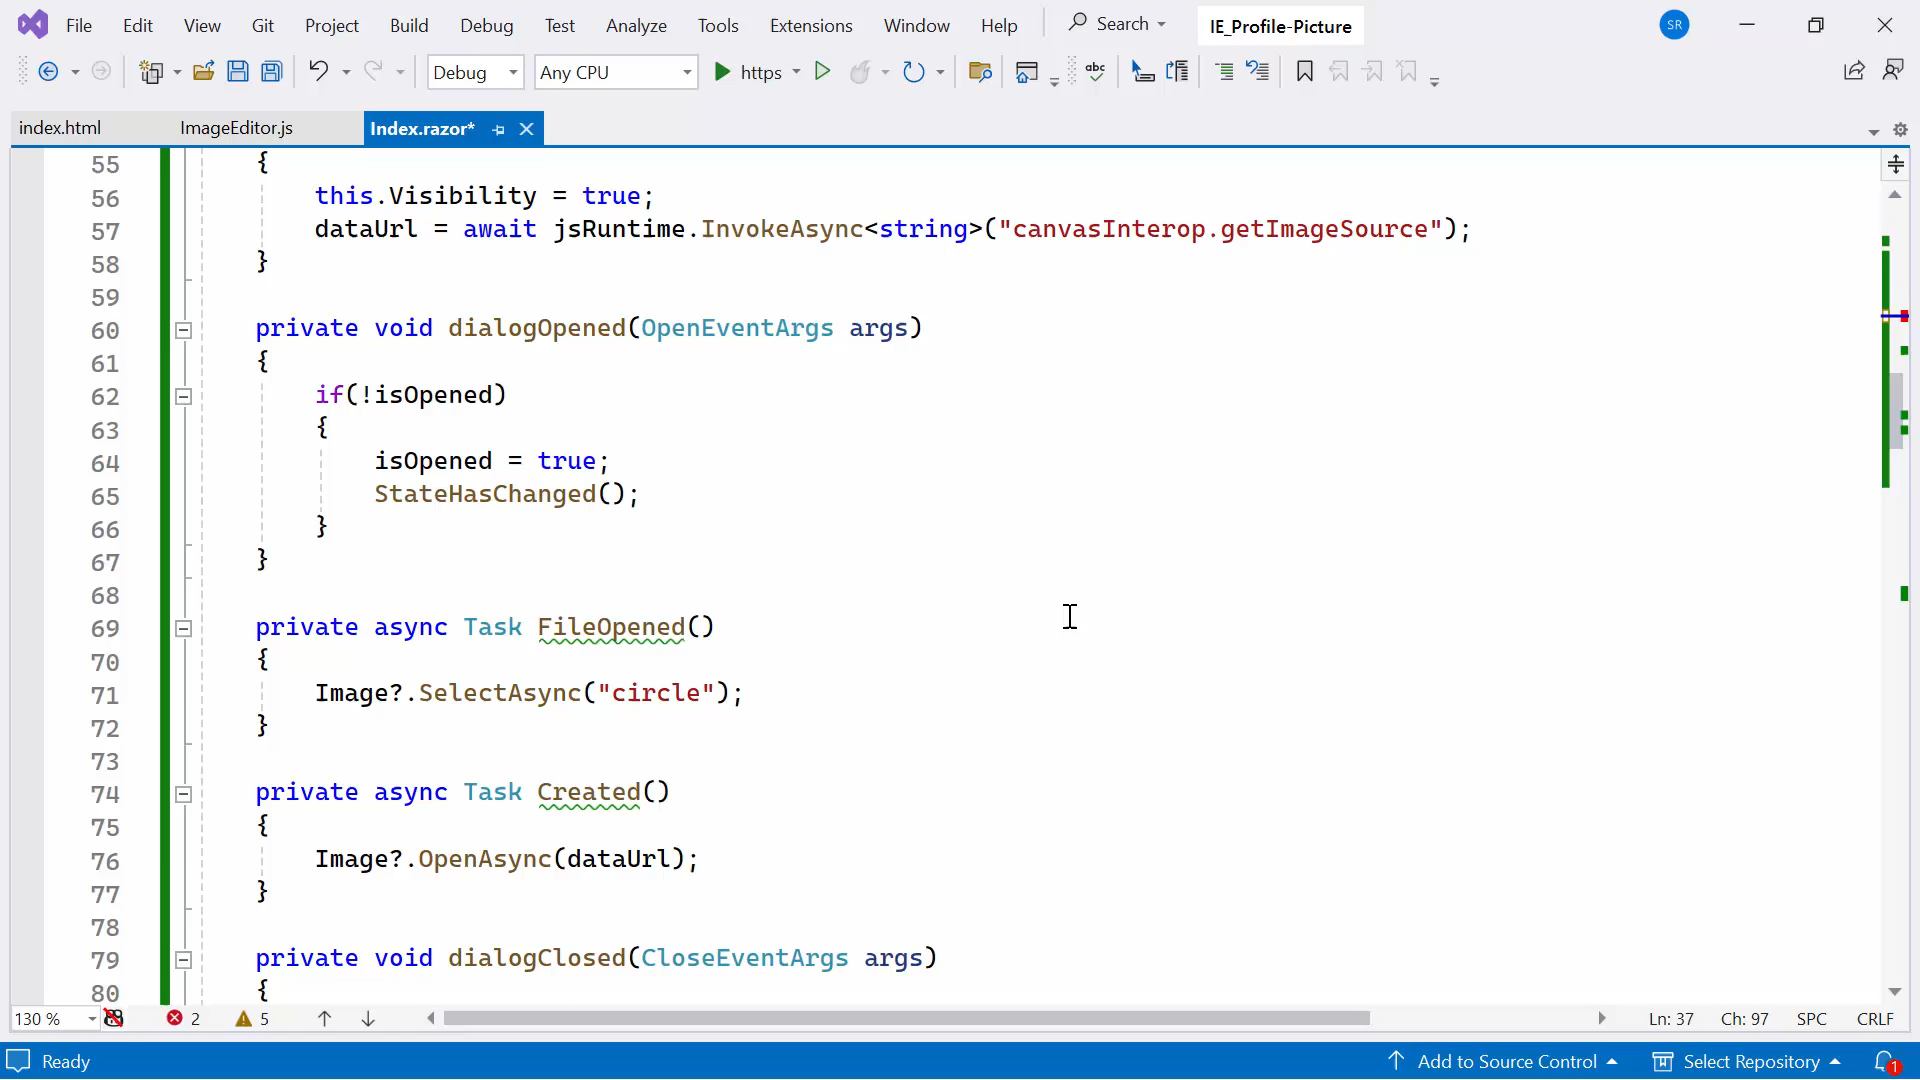 File Edit View Git Project Build Debug Test Analyze Tools Extensions Window Help Search IE_Profile-Picture SR
Debug Any CPU https abc
index.html ImageEditor.js Index.razor*
55 {
56 this.Visibility = true;
57 dataUrl = await jsRuntime.InvokeAsync<string>("canvasInterop.getImageSource");
58 }
59
60 private void dialogOpened(OpenEventArgs args)
61 {
62 if(!isOpened)
63 {
64 isOpened = true;
65 StateHasChanged();
66 }
67 }
68
69 private async Task FileOpened()
70 {
71 Image?.SelectAsync("circle");
72 }
73
74 private async Task Created()
75 {
76 Image?.OpenAsync(dataUrl);
77 }
78
79 private void dialogClosed(CloseEventArgs args)
80 {
130 % 2 5 Ln: 37 Ch: 97 SPC CRLF
Ready Add to Source Control Select Repository 1